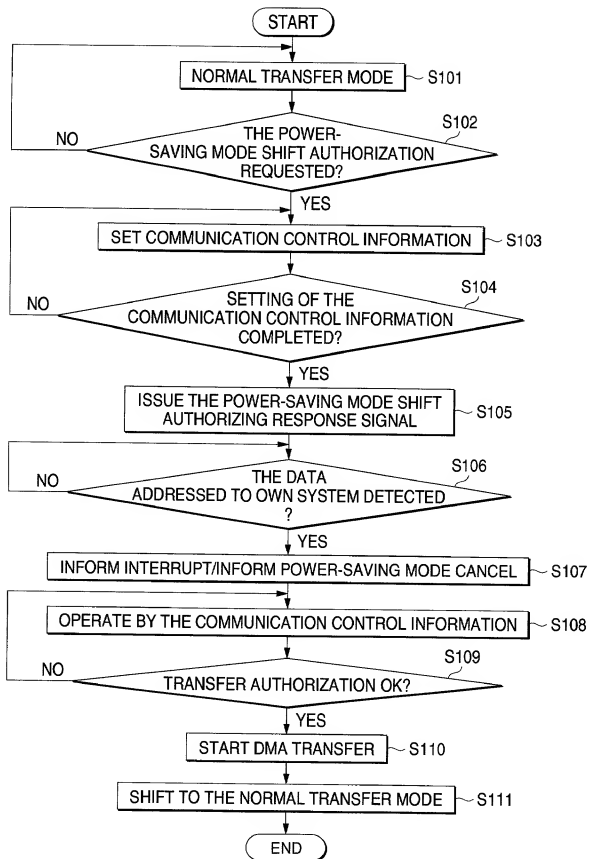 START
NORMAL TRANSFER MODE
S101
S102
THE POWER-
SAVING MODE SHIFT AUTHORIZATION
REQUESTED?
NO
YES
SET COMMUNICATION CONTROL INFORMATION
S103
S104
SETTING OF THE
COMMUNICATION CONTROL INFORMATION
COMPLETED?
NO
YES
ISSUE THE POWER-SAVING MODE SHIFT
AUTHORIZING RESPONSE SIGNAL
S105
S106
THE DATA
ADDRESSED TO OWN SYSTEM DETECTED
?
NO
YES
INFORM INTERRUPT/INFORM POWER-SAVING MODE CANCEL
S107
OPERATE BY THE COMMUNICATION CONTROL INFORMATION
S108
S109
TRANSFER AUTHORIZATION OK?
NO
YES
START DMA TRANSFER
S110
SHIFT TO THE NORMAL TRANSFER MODE
S111
END